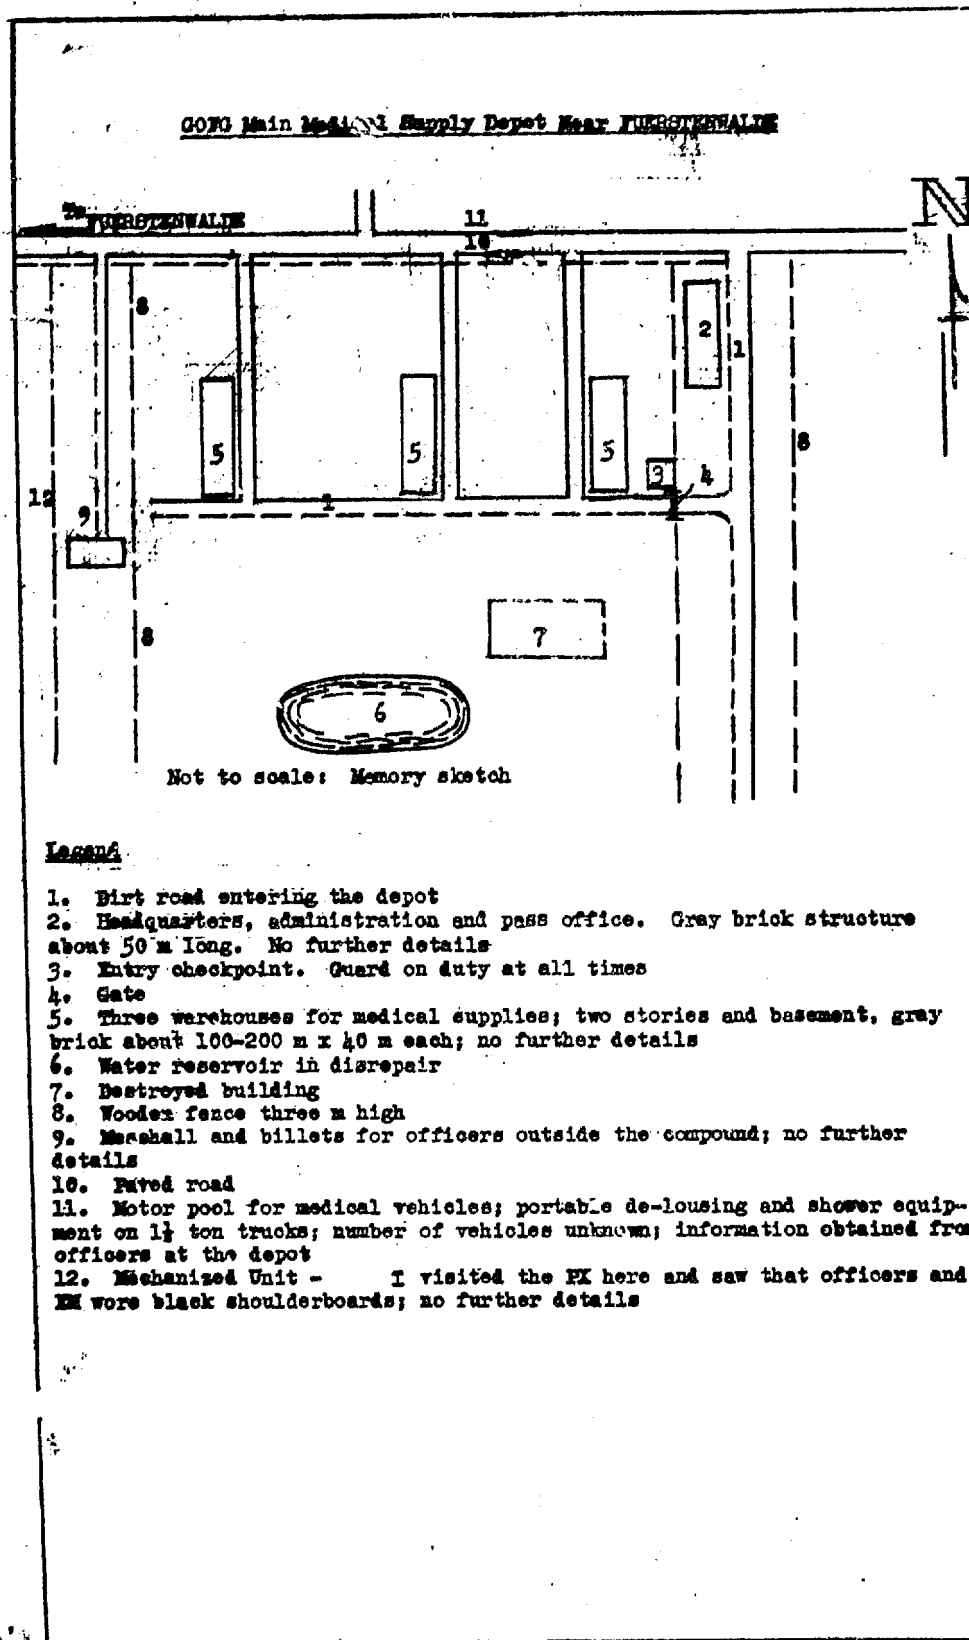 GOFG Main Medical Supply Depot Near FUERSTENWALDE
N
To FUERSTENWALDE
11
10
8
2
1
5
5
5
3
4
8
12
1
9
7
8
6
Not to scale: Memory sketch
Legend
1. Dirt road entering the depot
2. Headquarters, administration and pass office. Gray brick structure
about 50 m long. No further details
3. Entry checkpoint. Guard on duty at all times
4. Gate
5. Three warehouses for medical supplies; two stories and basement, gray
brick about 100-200 m x 40 m each; no further details
6. Water reservoir in disrepair
7. Destroyed building
8. Wooden fence three m high
9. Messhall and billets for officers outside the compound; no further
details
10. Paved road
11. Motor pool for medical vehicles; portable de-lousing and shower equip-
ment on 1½ ton trucks; number of vehicles unknown; information obtained from
officers at the depot
12. Mechanized Unit - I visited the PX here and saw that officers and
EM wore black shoulderboards; no further details